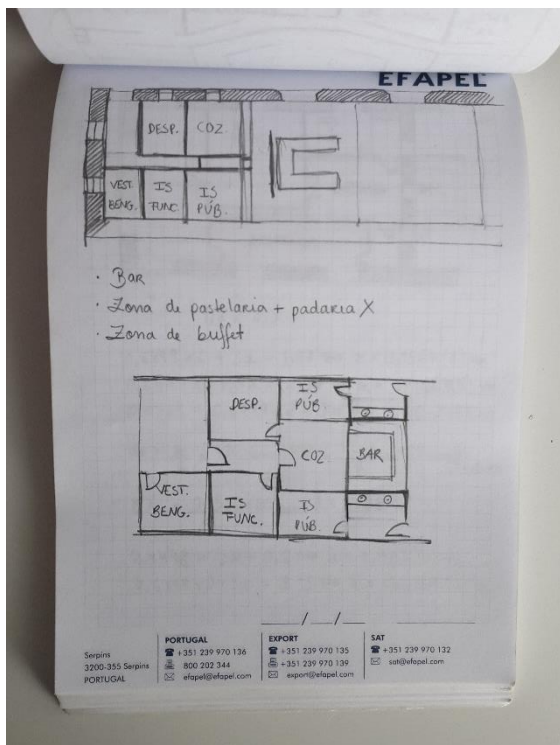 EFAPEL
DESP.
COZ.
VEST.
BENG.
IS
FUNC.
IS
PÚB.
· Bar
· Zona de pastelaria + padaria X
· Zona de buffet
IS
PÚB.
DESP.
COZ
BAR
VEST.
BENG.
IS
FUNC.
IS
PÚB.
___/___/___
Serpins
3200-355 Serpins
PORTUGAL
PORTUGAL
+351 239 970 136
800 202 344
efapel@efapel.com
EXPORT
+351 239 970 135
+351 239 970 139
export@efapel.com
SAT
+351 239 970 132
sat@efapel.com